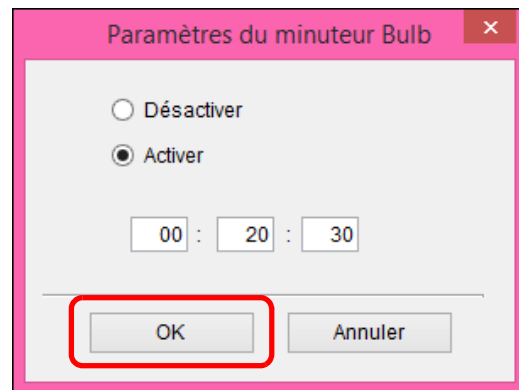 Paramètres du minuteur Bulb
Désactiver
Activer
00 : 20 : 30
OK Annuler